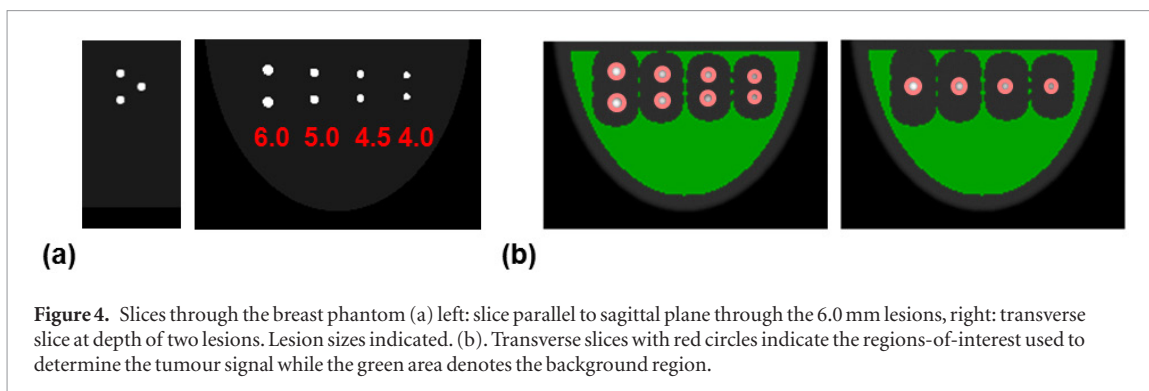 6.0 5.0 4.5 4.0
(a) (b)
Figure 4. Slices through the breast phantom (a) left: slice parallel to sagittal plane through the 6.0 mm lesions, right: transverse
slice at depth of two lesions. Lesion sizes indicated. (b). Transverse slices with red circles indicate the regions-of-interest used to
determine the tumour signal while the green area denotes the background region.